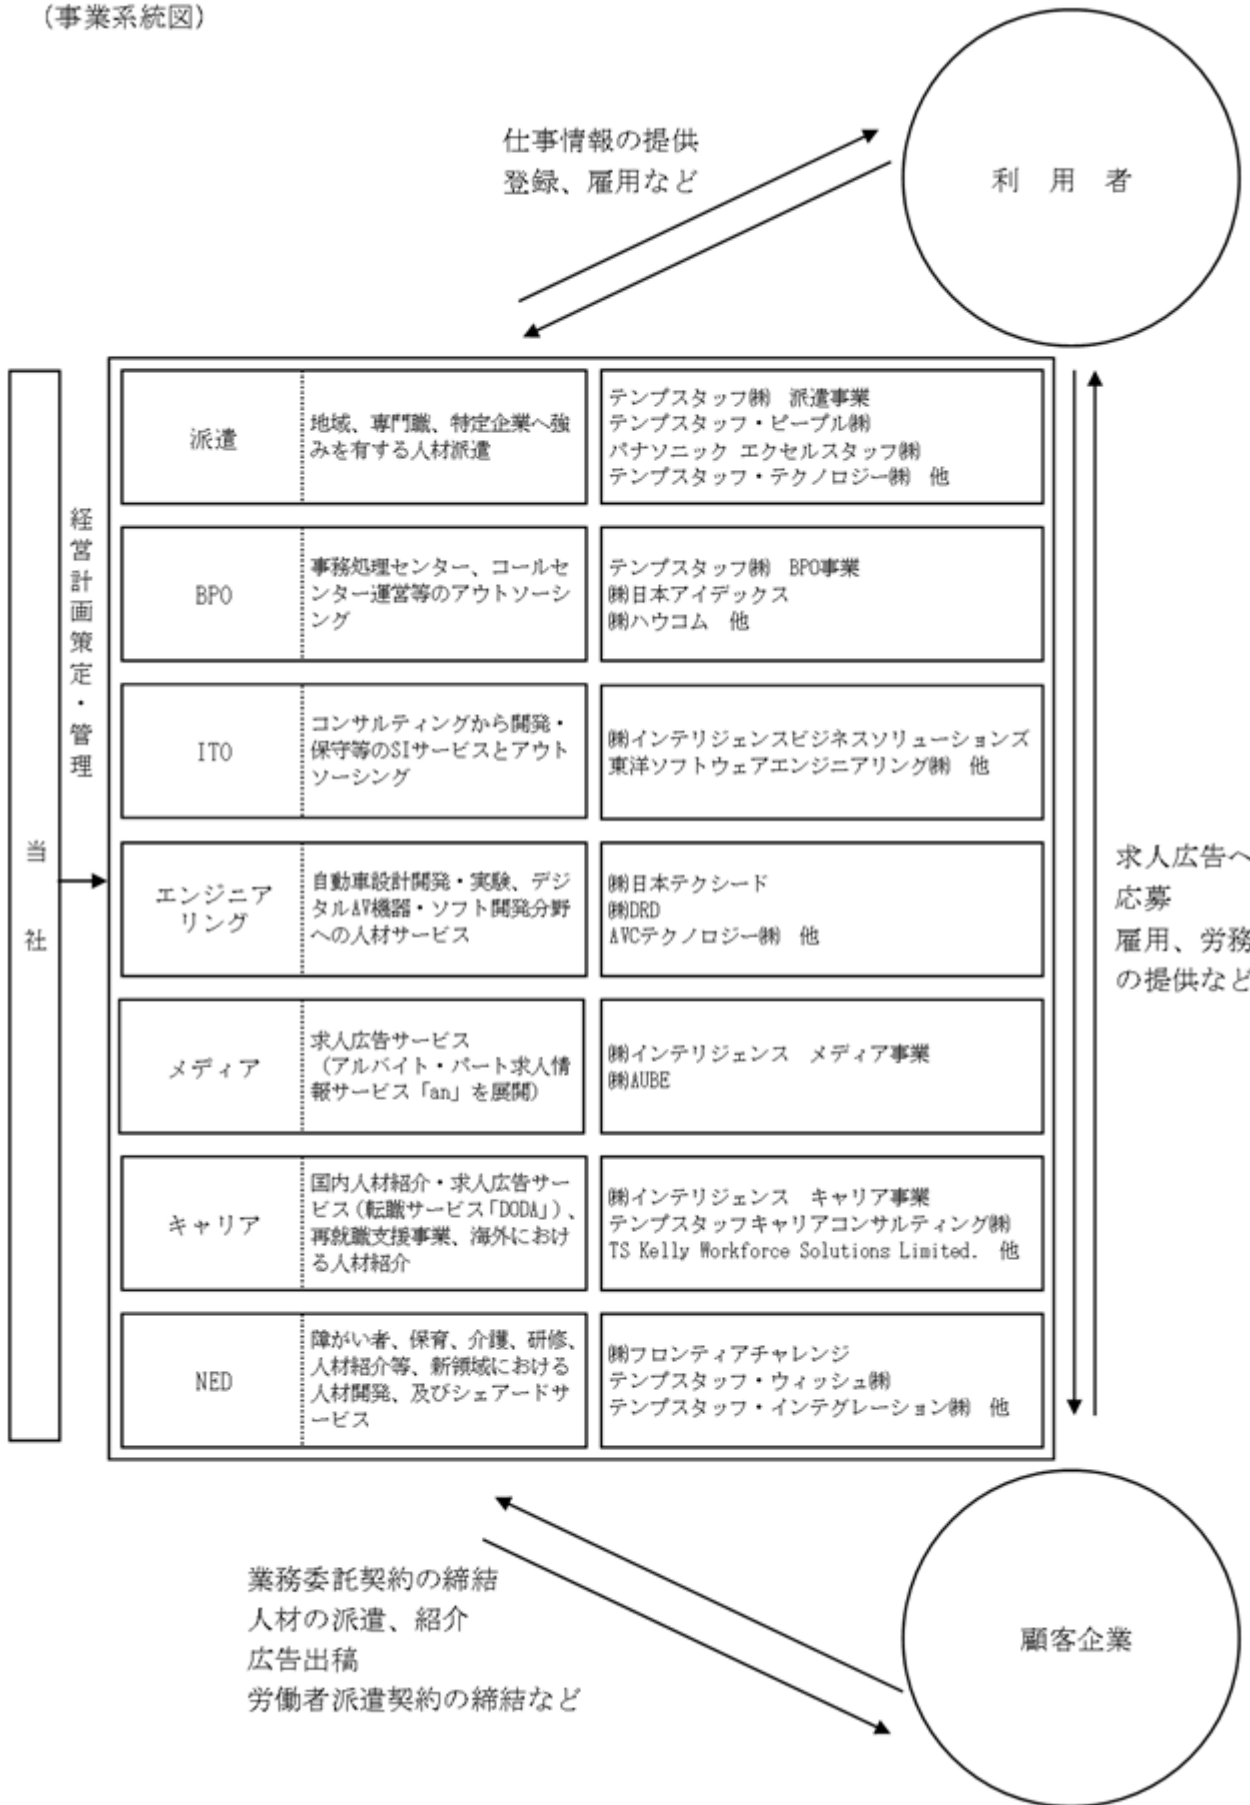 (事業系統図)
仕事情報の提供
登録、雇用など
利用者
当社
経営計画策定・管理
派遣
地域、専門職、特定企業へ強
みを有する人材派遣
テンプスタッフ㈱ 派遣事業
テンプスタッフ・ピープル㈱
パナソニック エクセルスタッフ㈱
テンプスタッフ・テクノロジー㈱ 他
BPO
事務処理センター、コールセ
ンター運営等のアウトソーシ
ング
テンプスタッフ㈱ BPO事業
㈱日本アイデックス
㈱ハウコム 他
ITO
コンサルティングから開発・
保守等のSIサービスとアウト
ソーシング
㈱インテリジェンスビジネスソリューションズ
東洋ソフトウェアエンジニアリング㈱ 他
エンジニア
リング
自動車設計開発・実験、デジ
タルAV機器・ソフト開発分野
への人材サービス
㈱日本テクシード
㈱DRD
AVCテクノロジー㈱ 他
メディア
求人広告サービス
(アルバイト・パート求人情
報サービス「an」を展開)
㈱インテリジェンス メディア事業
㈱AUBE
キャリア
国内人材紹介・求人広告サー
ビス(転職サービス「DODA」)、
再就職支援事業、海外におけ
る人材紹介
㈱インテリジェンス キャリア事業
テンプスタッフキャリアコンサルティング㈱
TS Kelly Workforce Solutions Limited. 他
NED
障がい者、保育、介護、研修、
人材紹介等、新領域における
人材開発、及びシェアードサ
ービス
㈱フロンティアチャレンジ
テンプスタッフ・ウィッシュ㈱
テンプスタッフ・インテグレーション㈱ 他
求人広告へ
応募
雇用、労務
の提供など
業務委託契約の締結
人材の派遣、紹介
広告出稿
労働者派遣契約の締結など
顧客企業